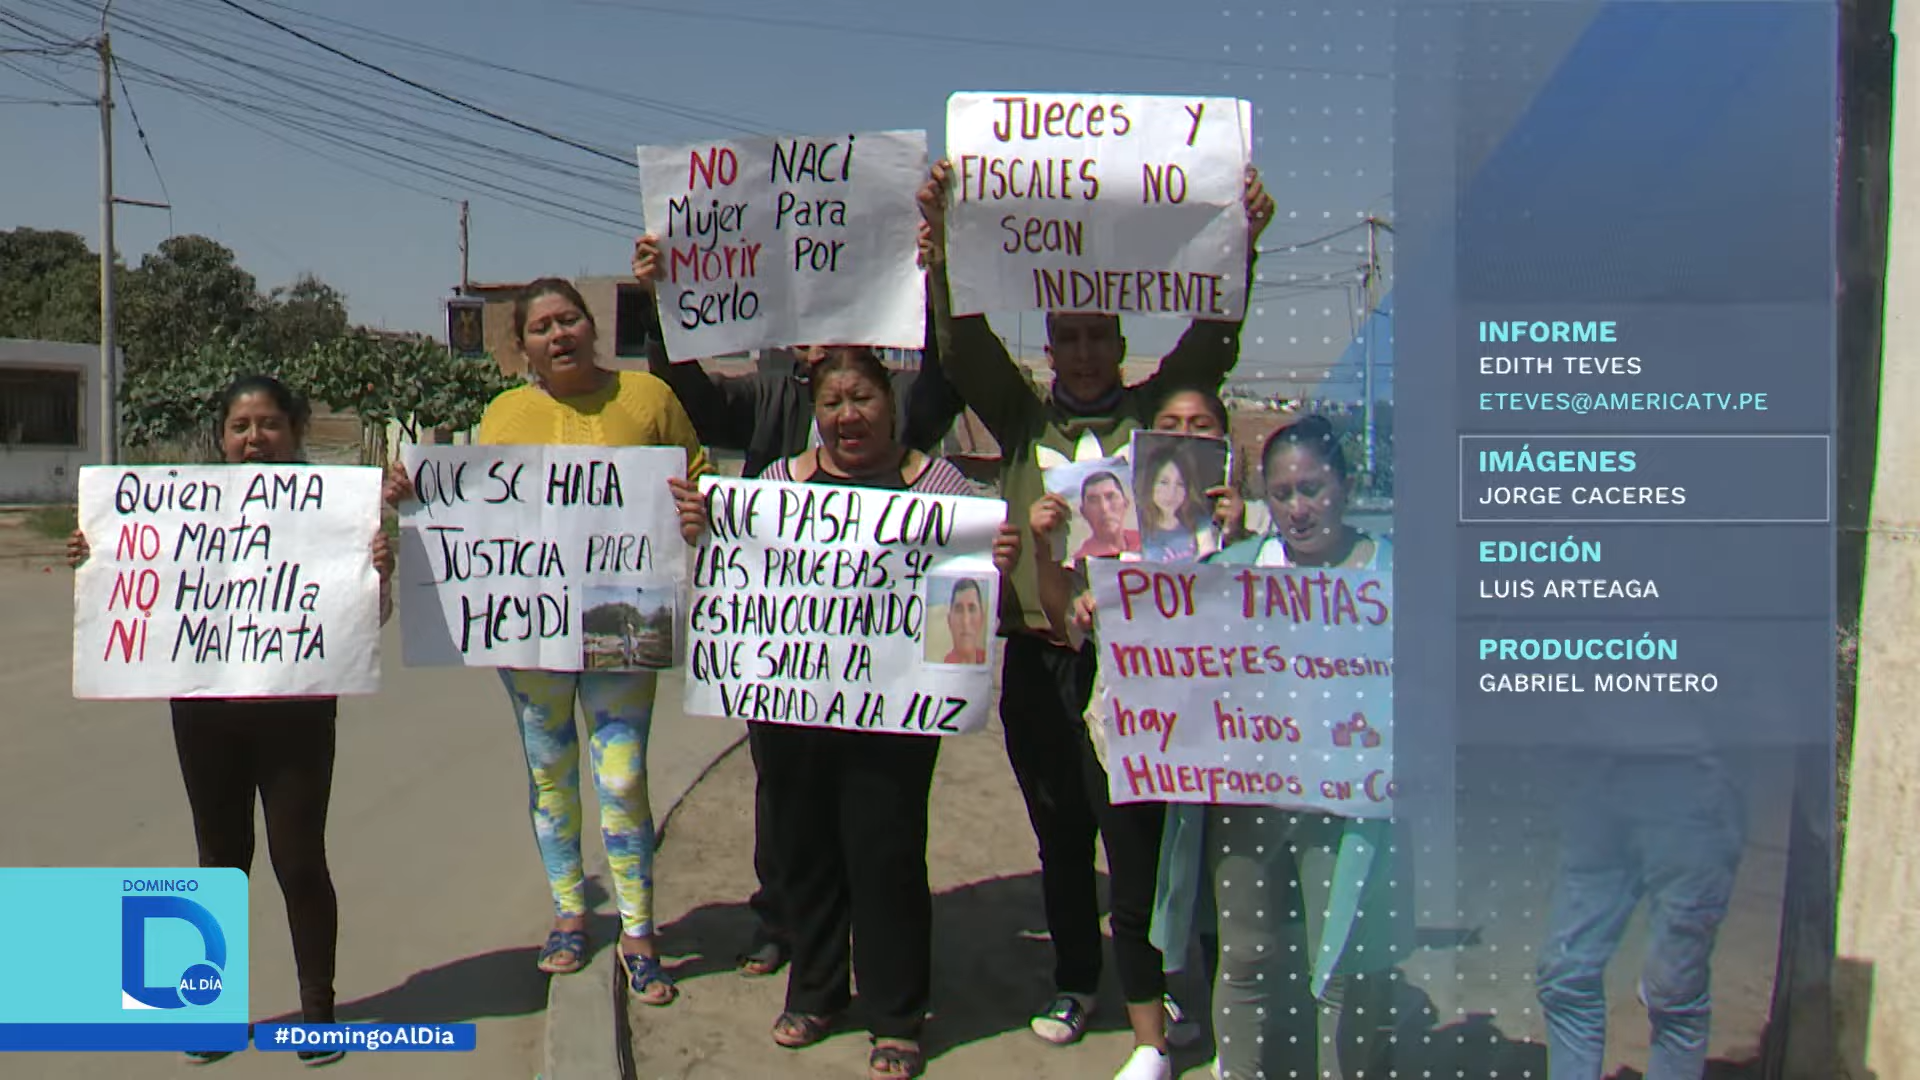 NO NACI
Mujer Para
Morir Por
Serlo.
Jueces y
FISCALES NO
Sean
INDIFERENTE
Quien AMA
NO MATA
NO Humilla
NI MALTRATA
QUE SE HAGA
JUSTICIA PARA
HEYDI
QUE PASA CON
LAS PRUEBAS, q'
ESTAN OCULTANDO,
QUE SALGA LA
VERDAD A LA LUZ
POR TANTAS
MUJERES asesin
hay hijos
Huerfanos en
INFORME
EDITH TEVES
ETEVES@AMERICATV.PE
IMÁGENES
JORGE CACERES
EDICIÓN
LUIS ARTEAGA
PRODUCCIÓN
GABRIEL MONTERO
DOMINGO
AL DÍA
#DomingoAlDia